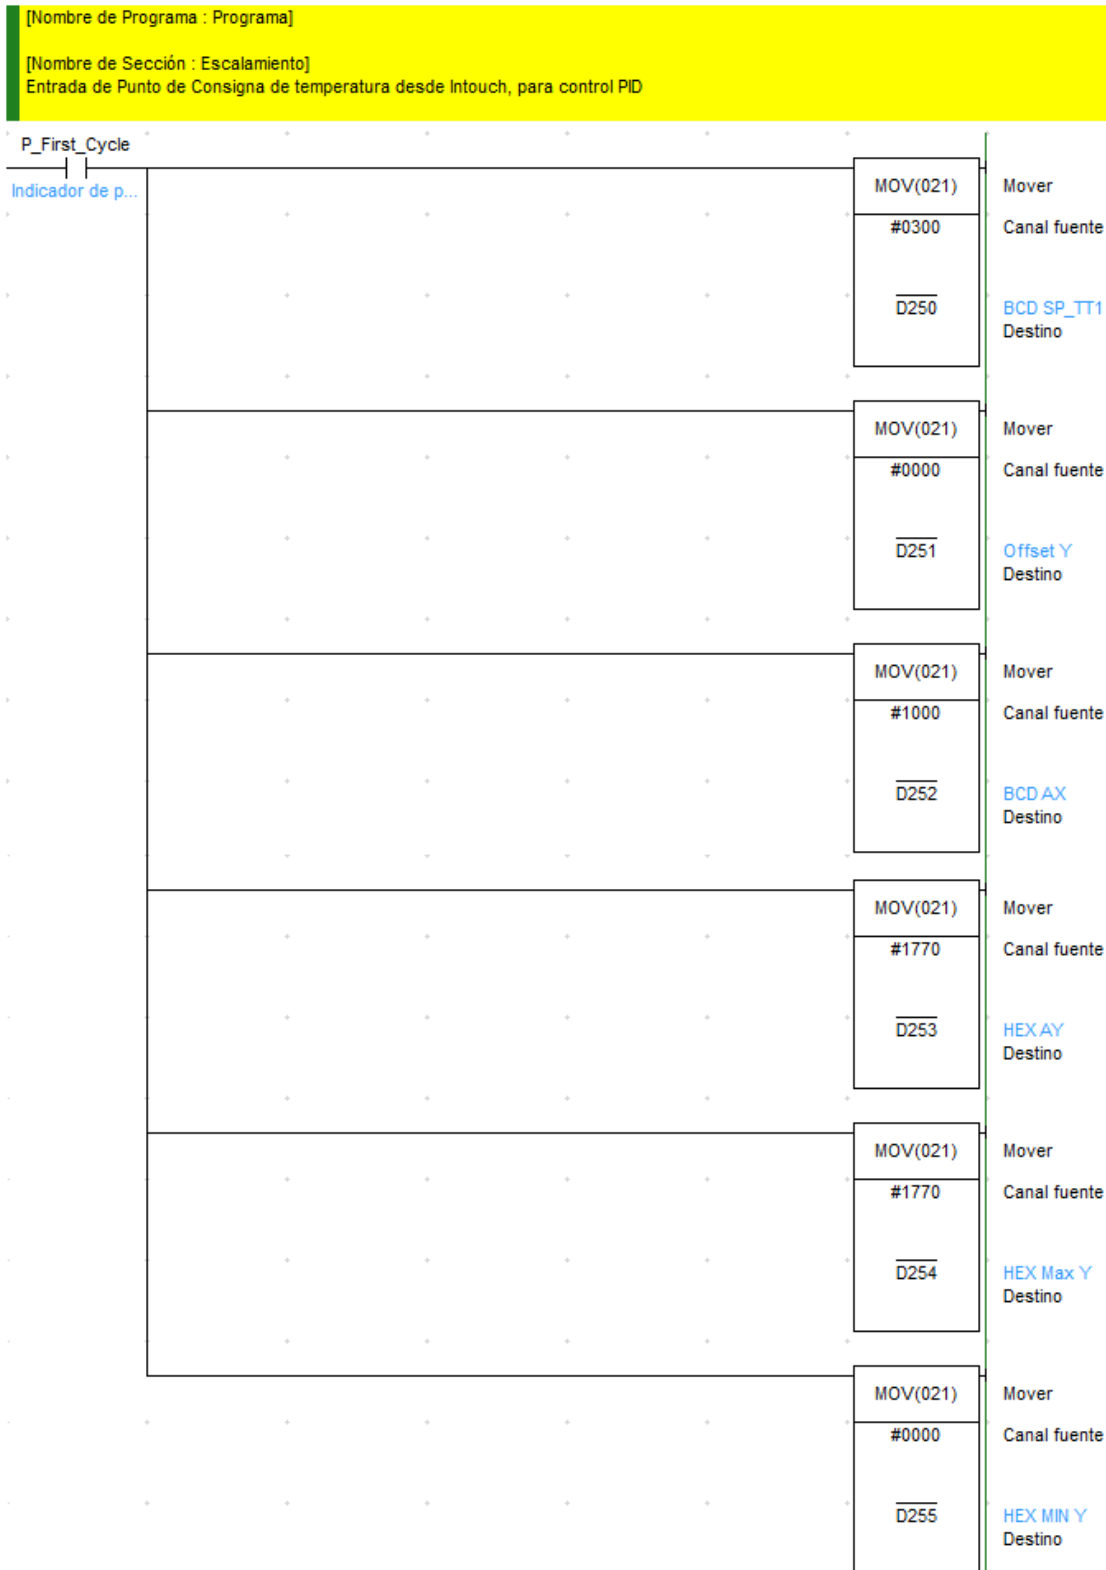 [Nombre de Programa : Programa]
[Nombre de Sección : Escalamiento]
Entrada de Punto de Consigna de temperatura desde Intouch, para control PID
P_First_Cycle
Indicador de p...
MOV(021) Mover
#0300 Canal fuente
D250 BCD SP_TT1
Destino
MOV(021) Mover
#0000 Canal fuente
D251 Offset Y
Destino
MOV(021) Mover
#1000 Canal fuente
D252 BCD AX
Destino
MOV(021) Mover
#1770 Canal fuente
D253 HEX AY
Destino
MOV(021) Mover
#1770 Canal fuente
D254 HEX Max Y
Destino
MOV(021) Mover
#0000 Canal fuente
D255 HEX MIN Y
Destino